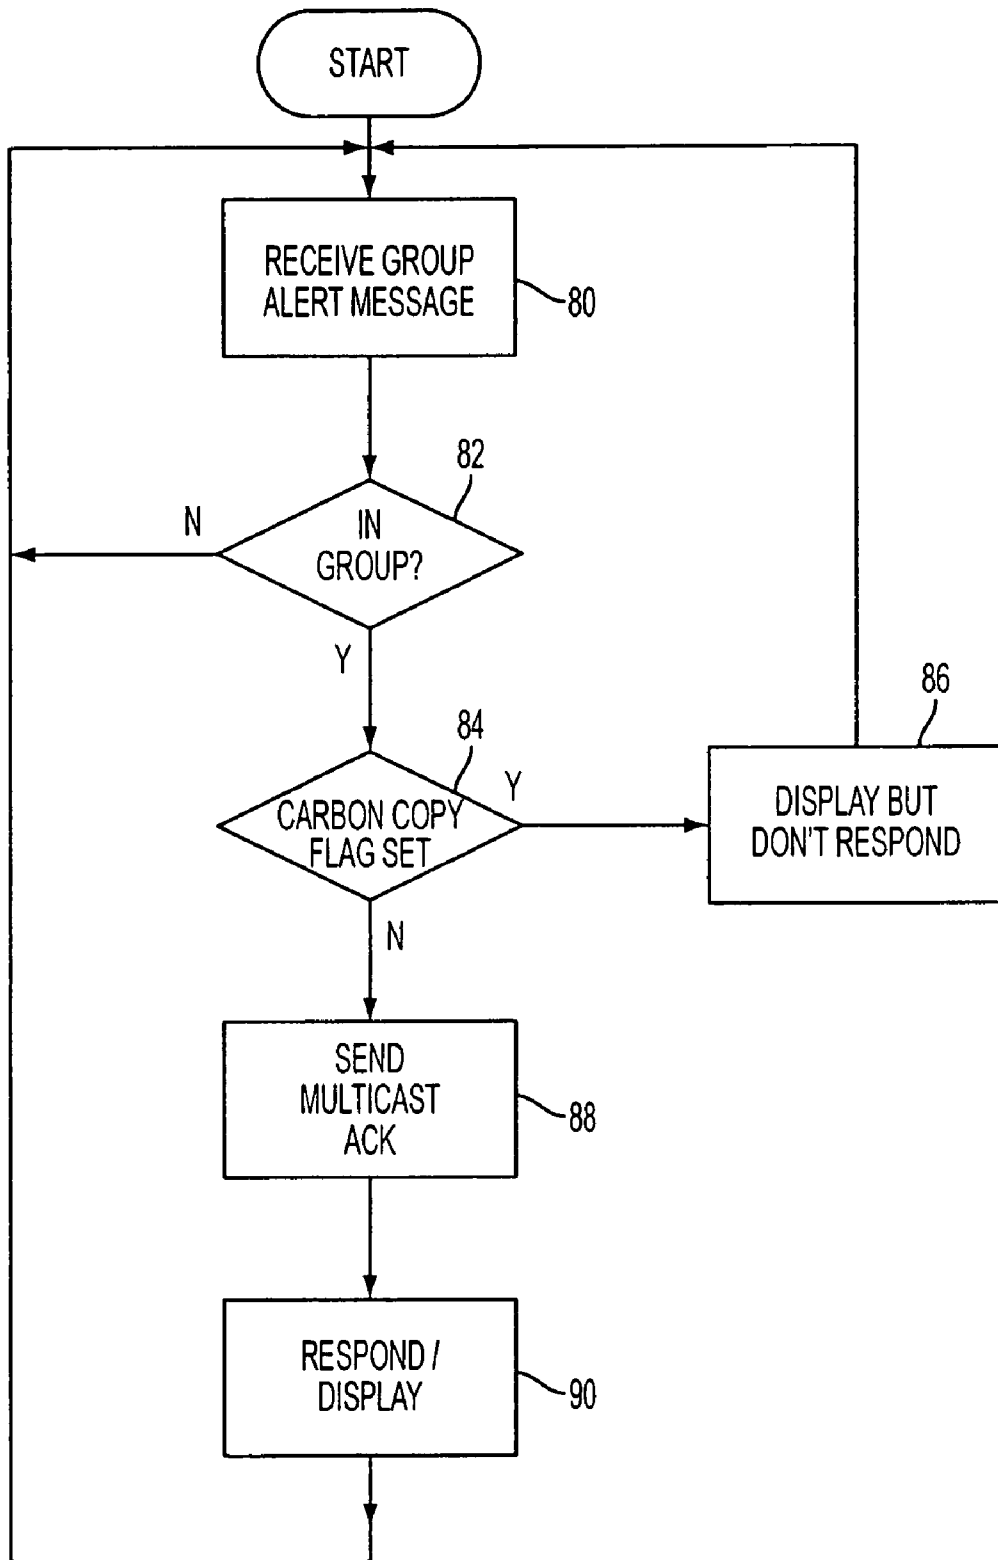 START
RECEIVE GROUP
ALERT MESSAGE
80
82
IN
GROUP?
N
Y
84
CARBON COPY
FLAG SET
Y
86
DISPLAY BUT
DON'T RESPOND
N
SEND
MULTICAST
ACK
88
RESPOND /
DISPLAY
90